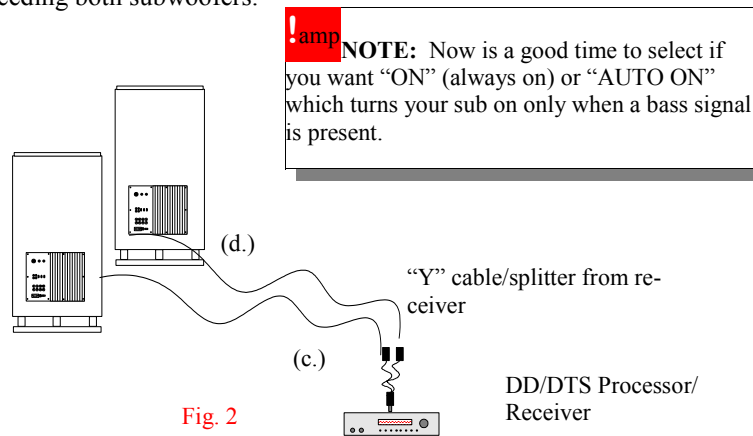 eeding both subwoofers.
!amp
NOTE: Now is a good time to select if
you want “ON” (always on) or “AUTO ON”
which turns your sub on only when a bass signal
is present.
(d.)
“Y” cable/splitter from re-
ceiver
(c.)
DD/DTS Processor/
Receiver
Fig. 2